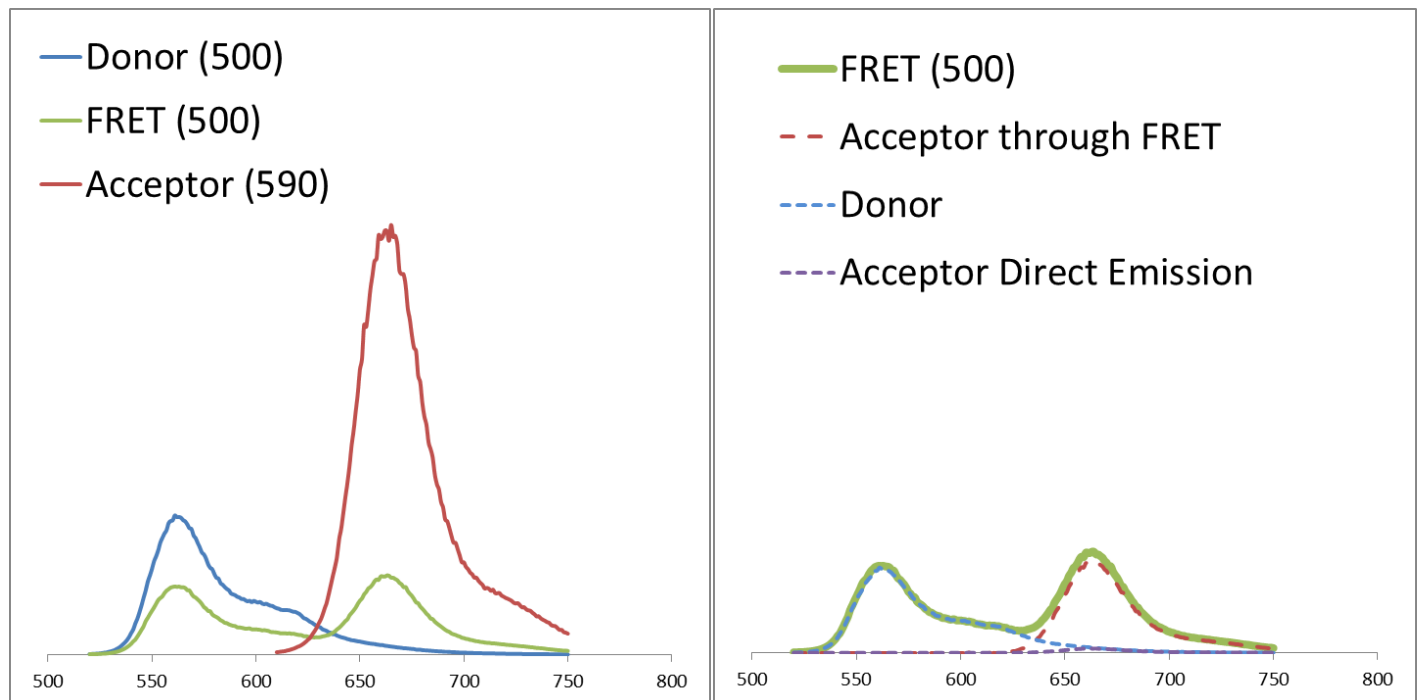 Donor (500)
FRET (500)
Acceptor (590)
500 550 600 650 700 750 800
FRET (500)
Acceptor through FRET
Donor
Acceptor Direct Emission
500 550 600 650 700 750 800